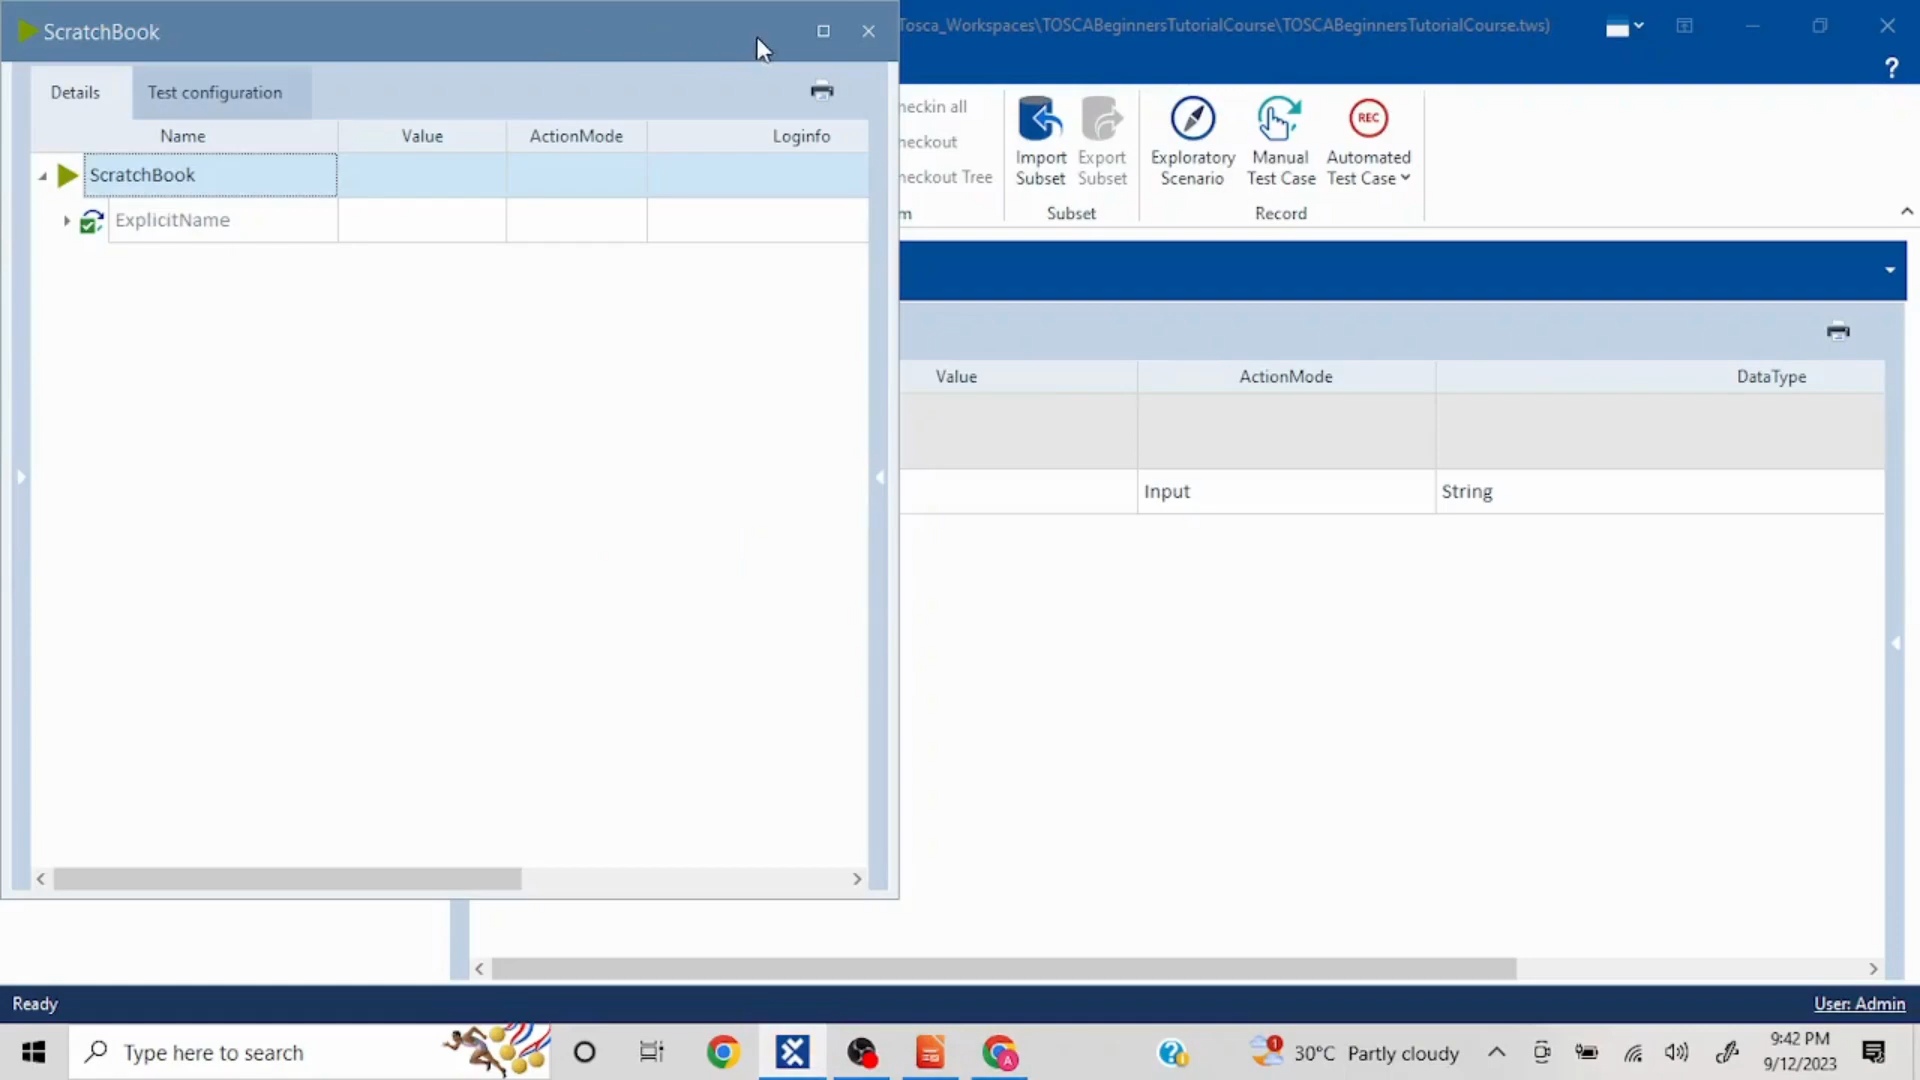 ScratchBook
Tosca_Workspaces\TOSCABeginnersTutorialCourse\TOSCABeginnersTutorialCourse.tws)
?
Details
Test configuration
heckin all
heckout
heckout Tree
Import Subset
Export Subset
Exploratory Scenario
Manual Test Case
REC
Automated Test Case
m
Subset
Record
Name
Value
ActionMode
Loginfo
ScratchBook
ExplicitName
Value
ActionMode
DataType
Input
String
Ready
User: Admin
Type here to search
1
30°C Partly cloudy
9:42 PM
9/12/2023